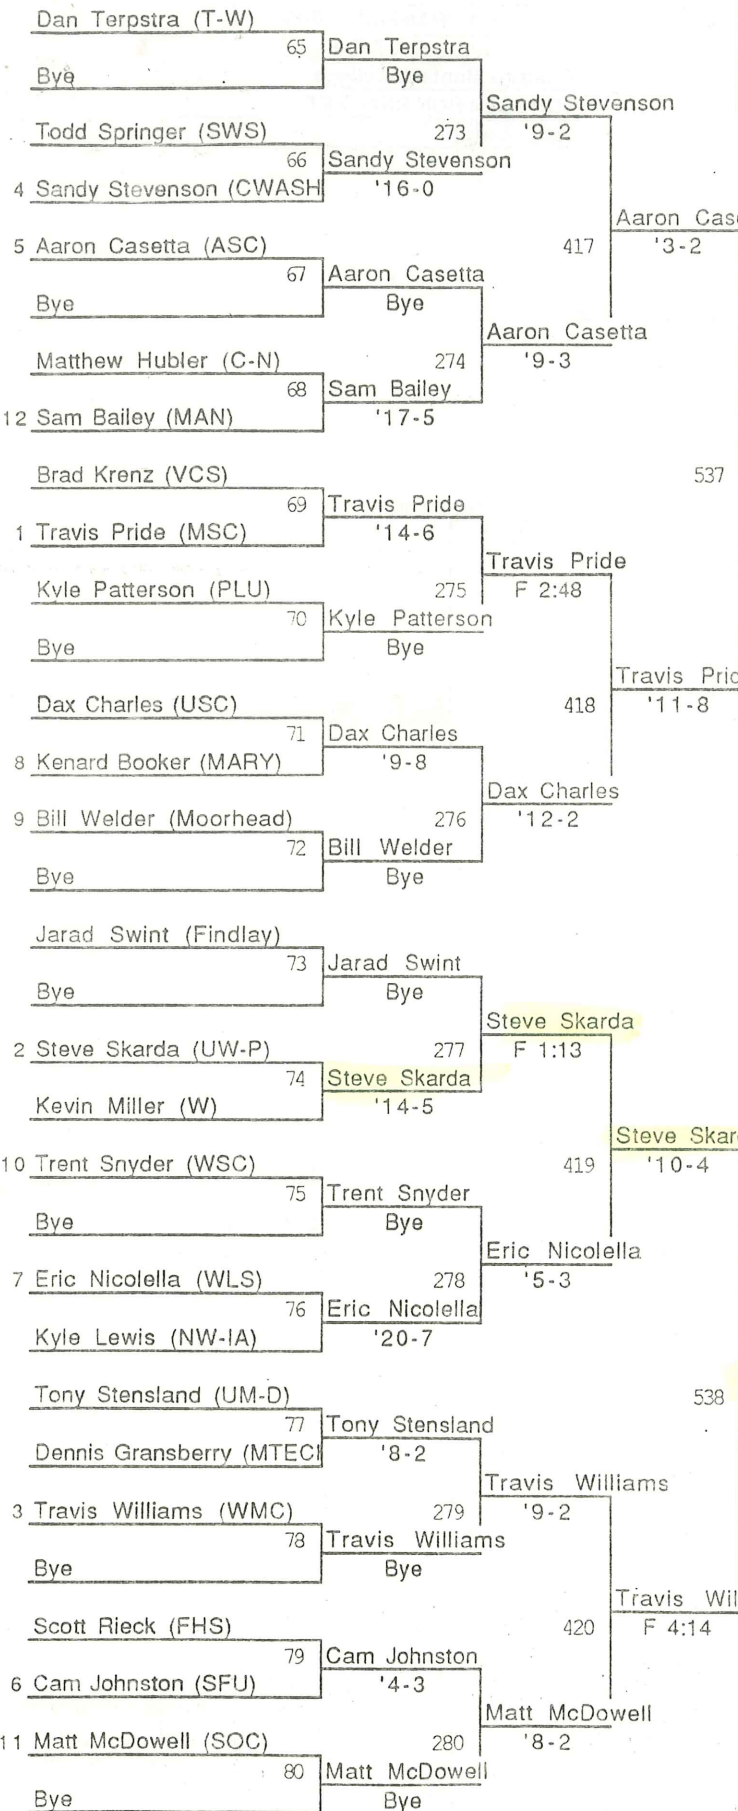 Dan Terpstra (T-W)
65 Dan Terpstra
Bye Bye
Sandy Stevenson
Todd Springer (SWS) 273 '9-2
66 Sandy Stevenson
4 Sandy Stevenson (CWASH '16-0
Aaron Cas
5 Aaron Casetta (ASC) 417 '3-2
67 Aaron Casetta
Bye Bye
Aaron Casetta
Matthew Hubler (C-N) 274 '9-3
68 Sam Bailey
12 Sam Bailey (MAN) '17-5
Brad Krenz (VCS) 537
69 Travis Pride
1 Travis Pride (MSC) '14-6
Travis Pride
Kyle Patterson (PLU) 275 F 2:48
70 Kyle Patterson
Bye Bye
Travis Prid
Dax Charles (USC) 418 '11-8
71 Dax Charles
8 Kenard Booker (MARY) '9-8
Dax Charles
9 Bill Welder (Moorhead) 276 '12-2
72 Bill Welder
Bye Bye
Jarad Swint (Findlay)
73 Jarad Swint
Bye Bye
Steve Skarda
2 Steve Skarda (UW-P) 277 F 1:13
74 Steve Skarda
Kevin Miller (W) '14-5
Steve Skar
10 Trent Snyder (WSC) 419 '10-4
75 Trent Snyder
Bye Bye
Eric Nicolella
7 Eric Nicolella (WLS) 278 '5-3
76 Eric Nicolella
Kyle Lewis (NW-IA) '20-7
Tony Stensland (UM-D) 538
77 Tony Stensland
Dennis Gransberry (MTECH '8-2
Travis Williams
3 Travis Williams (WMC) 279 '9-2
78 Travis Williams
Bye Bye
Travis Wil
Scott Rieck (FHS) 420 F 4:14
79 Cam Johnston
6 Cam Johnston (SFU) '4-3
Matt McDowell
11 Matt McDowell (SOC) 280 '8-2
80 Matt McDowell
Bye Bye